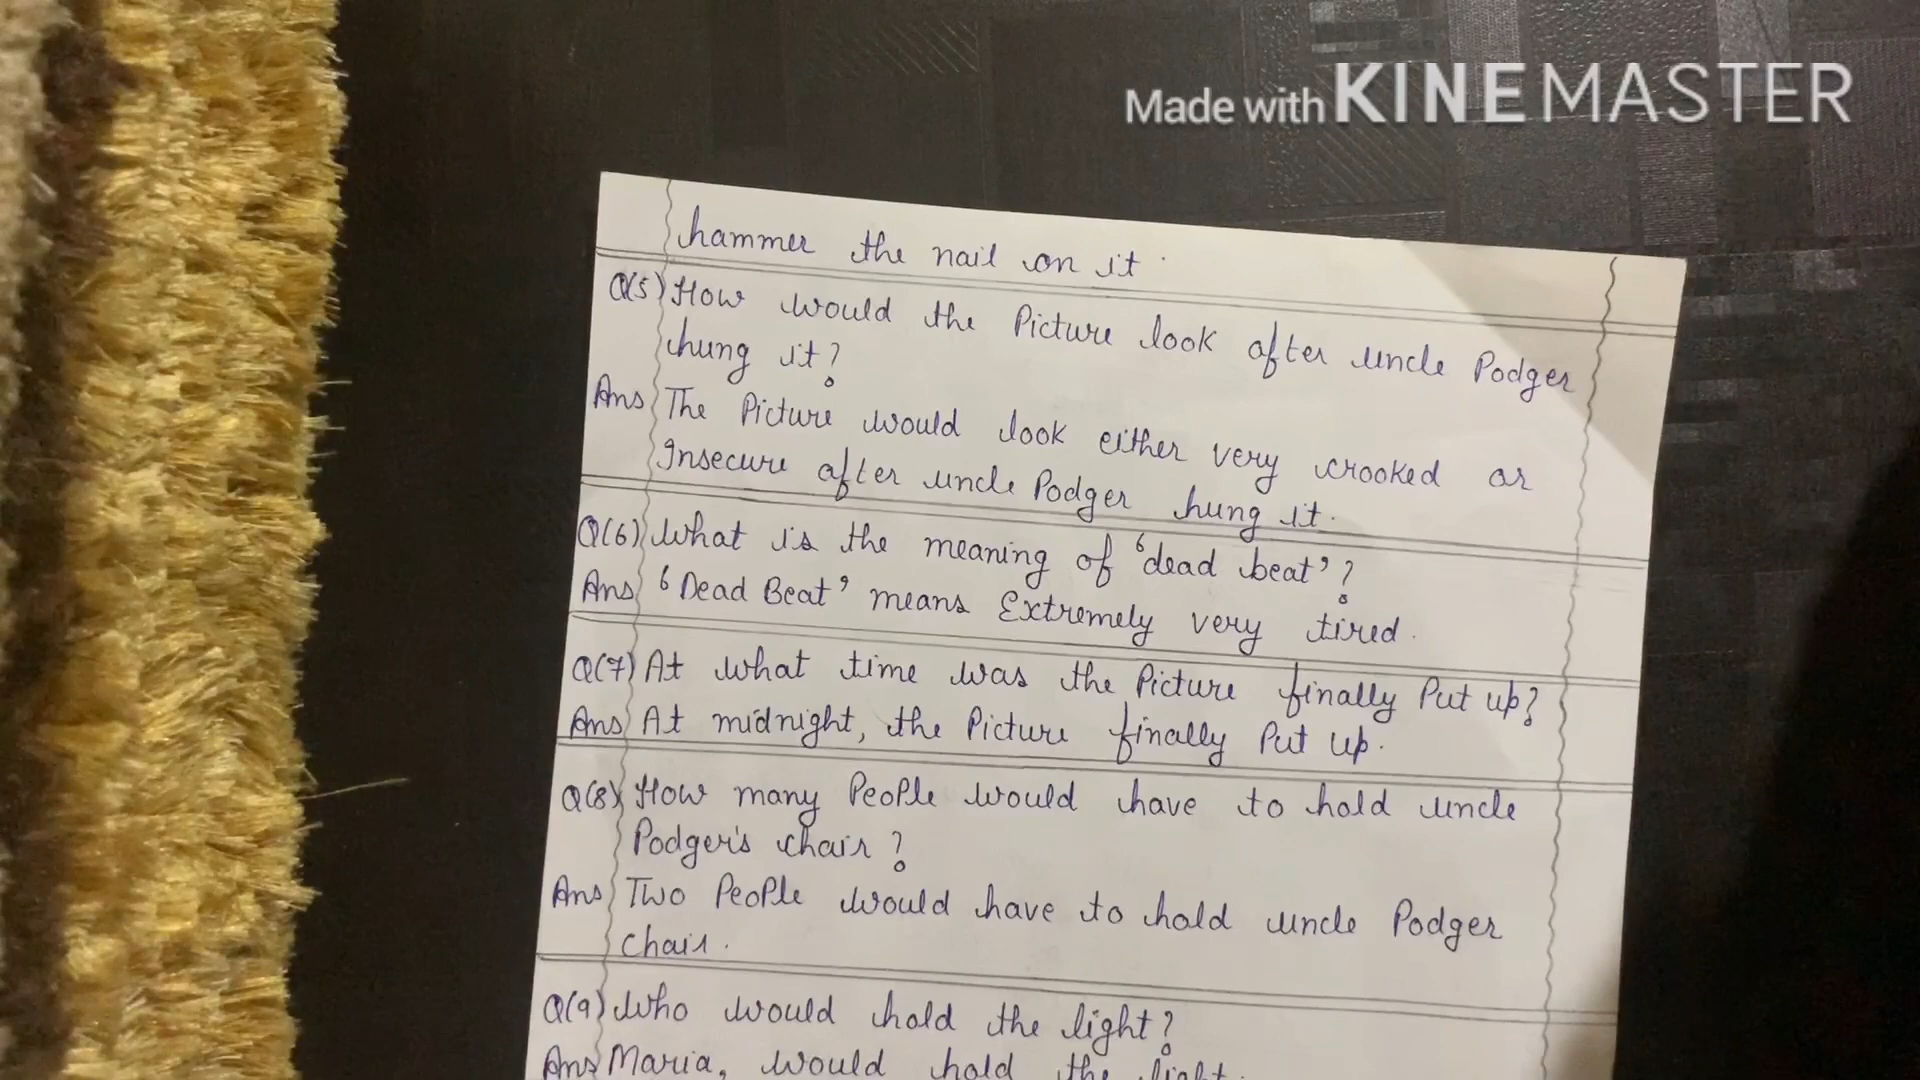 Made with KINEMASTER
hammer the nail on it.
Q(5) How would the Picture look after uncle Podger
hung it?
Ans The Picture would look either very crooked or
Insecure after uncle Podger hung it.
Q(6) What is the meaning of 'dead beat'?
Ans 'Dead Beat' means Extremely very tired.
Q(7) At what time was the Picture finally Put up?
Ans At midnight, the Picture finally Put up.
Q(8) How many People would have to hold uncle
Podger's chair?
Ans Two People would have to hold uncle Podger
Chair.
Q(9) Who would hold the light?
Ans Maria, would hold the light.